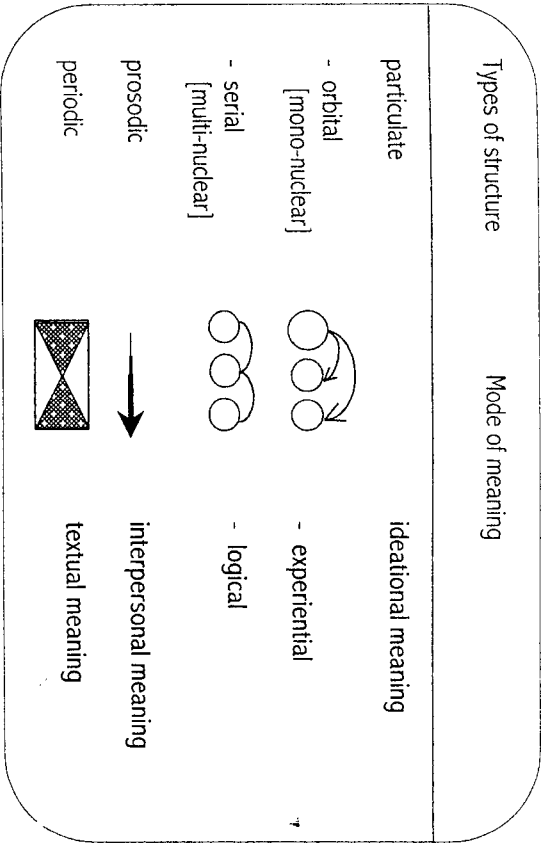 Types of structure Mode of meaning
particulate ideational meaning
- orbital - experiential
[mono-nuclear]
- serial - logical
[multi-nuclear]
prosodic interpersonal meaning
periodic textual meaning